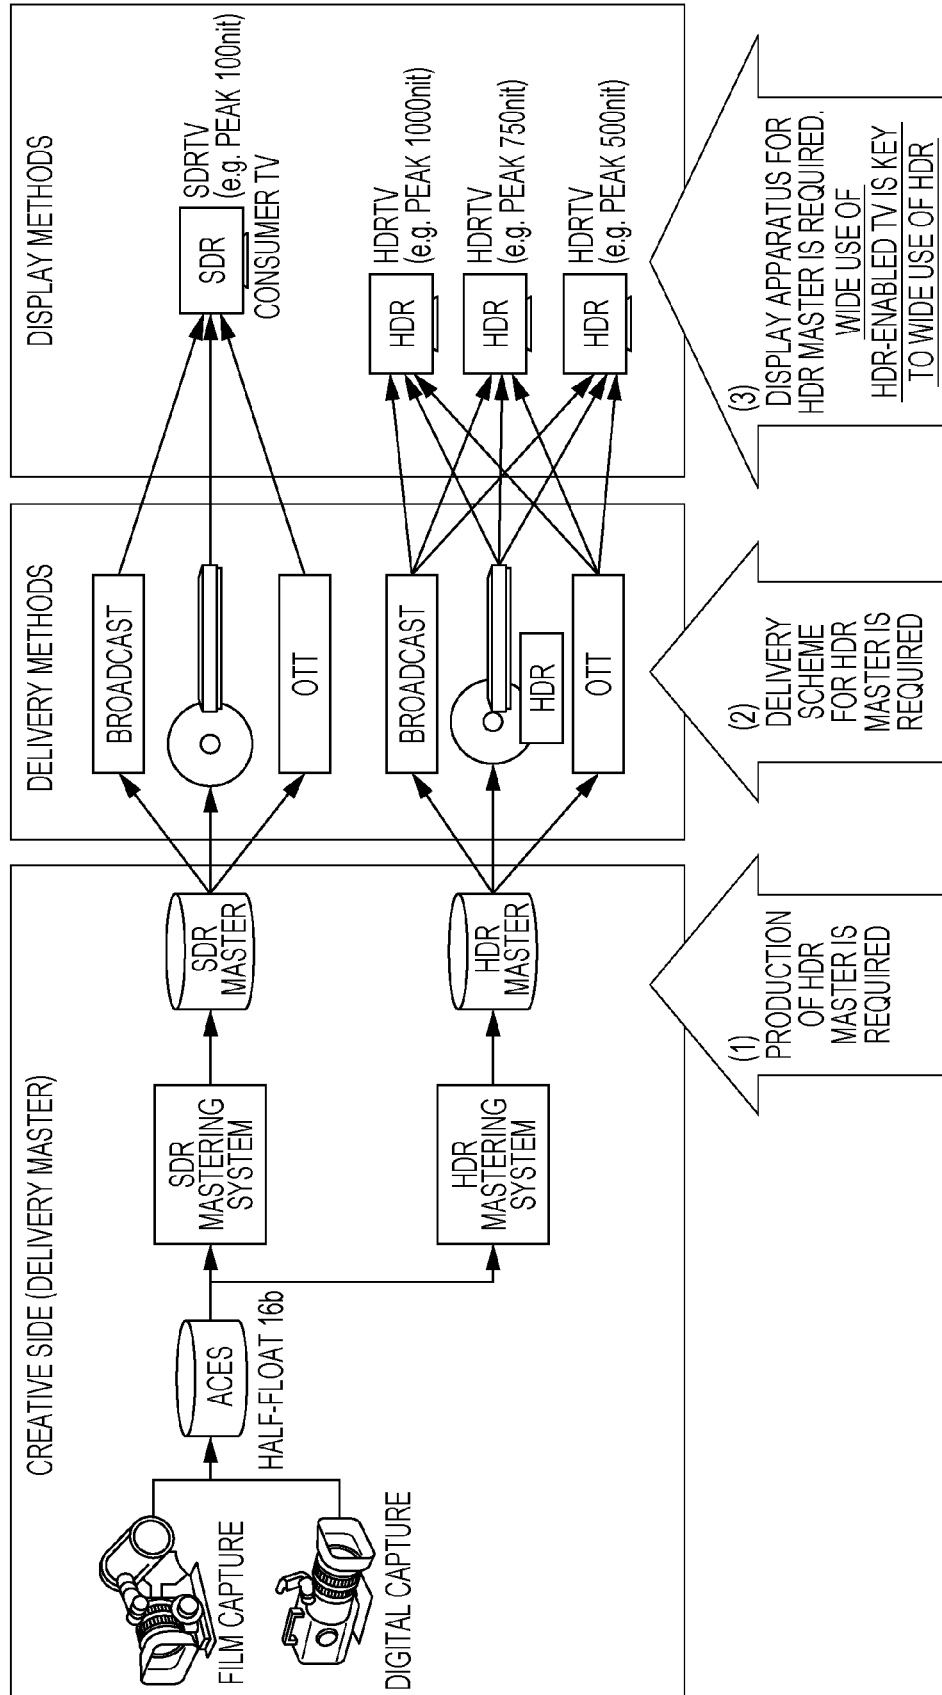 CREATIVE SIDE (DELIVERY MASTER)
FILM CAPTURE
DIGITAL CAPTURE
ACES
HALF-FLOAT 16b
SDR
MASTERING
SYSTEM
HDR
MASTERING
SYSTEM
SDR
MASTER
HDR
MASTER
DELIVERY METHODS
BROADCAST
OTT
BROADCAST
HDR
OTT
DISPLAY METHODS
SDR
SDRTV
(e.g. PEAK 100nit)
CONSUMER TV
HDR
HDRTV
(e.g. PEAK 1000nit)
HDR
HDRTV
(e.g. PEAK 750nit)
HDR
HDRTV
(e.g. PEAK 500nit)
(1)
PRODUCTION
OF HDR
MASTER IS
REQUIRED
(2)
DELIVERY
SCHEME
FOR HDR
MASTER IS
REQUIRED
(3)
DISPLAY APPARATUS FOR
HDR MASTER IS REQUIRED.
WIDE USE OF
HDR-ENABLED TV IS KEY
TO WIDE USE OF HDR